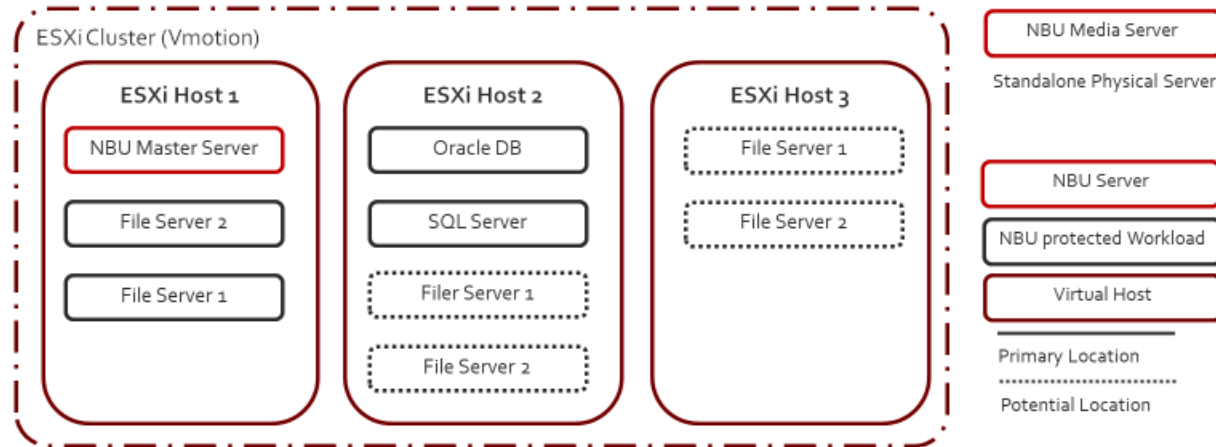 ESXi Cluster (Vmotion)
ESXi Host 1
NBU Master Server
File Server 2
File Server 1
ESXi Host 2
Oracle DB
SQL Server
Filer Server 1
File Server 2
ESXi Host 3
File Server 1
File Server 2
NBU Media Server
Standalone Physical Server
NBU Server
NBU protected Workload
Virtual Host
Primary Location
Potential Location